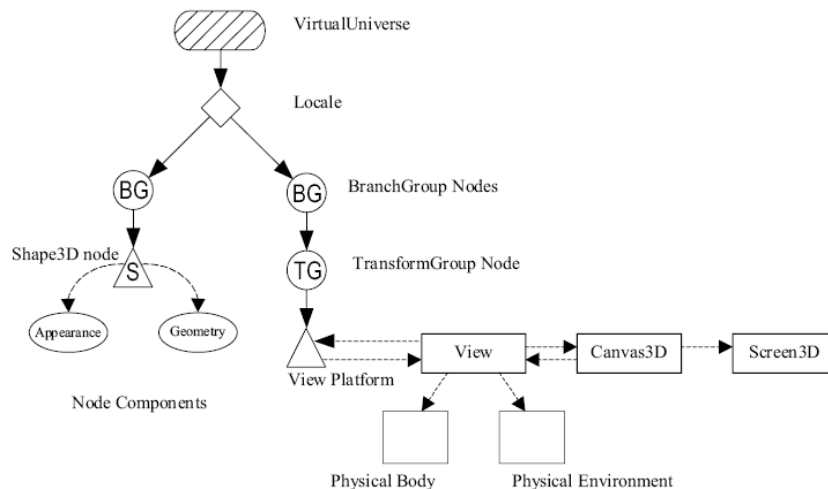 VirtualUniverse
Locale
BG
BG
BranchGroup Nodes
Shape3D node
S
TG
TransformGroup Node
Appearance
Geometry
View
Canvas3D
Screen3D
View Platform
Node Components
Physical Body
Physical Environment